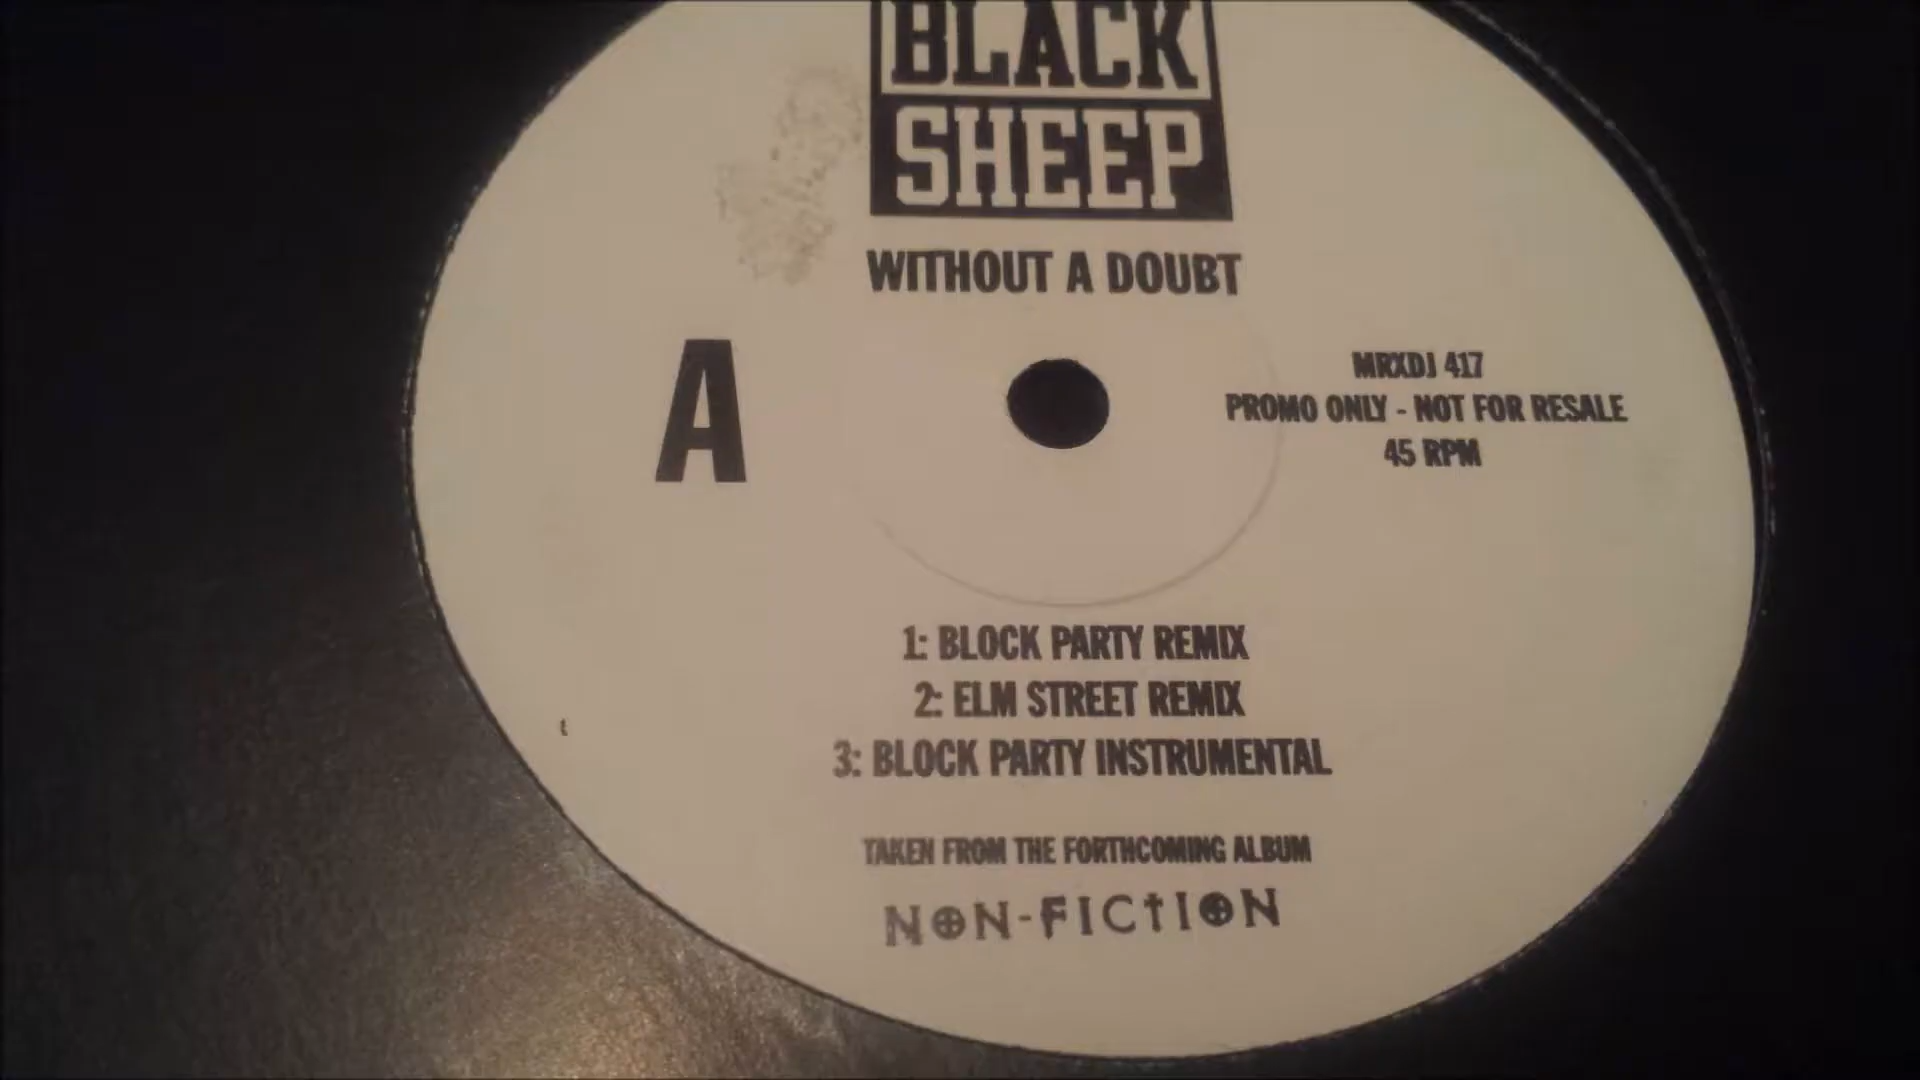 BLACK
SHEEP
WITHOUT A DOUBT
A
MRXDJ 417
PROMO ONLY - NOT FOR RESALE
45 RPM
1: BLOCK PARTY REMIX
2: ELM STREET REMIX
3: BLOCK PARTY INSTRUMENTAL
TAKEN FROM THE FORTHCOMING ALBUM
NON-FICTION